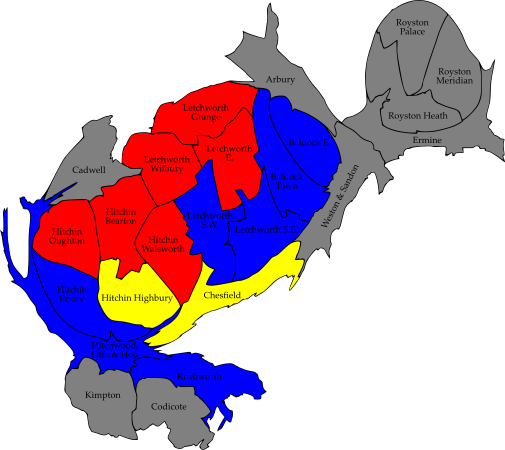 Royston
Palace
Royston
Meridian
Arbury
Letchworth
Grange
Royston Heath
Ermine
Baldock E.
Letchworth
E.
Letchworth
Wilbury
Cadwell
Baldock
Town
Weston & Sandon
Hitchin
Bearton
Letchworth
S.W.
Letchworth S.E.
Hitchin
Oughton
Hitchin
Walsworth
Hitchin
Priory
Hitchin Highbury
Chesfield
Hitchwood,
Offa & Hoo
Knebworth
Kimpton
Codicote